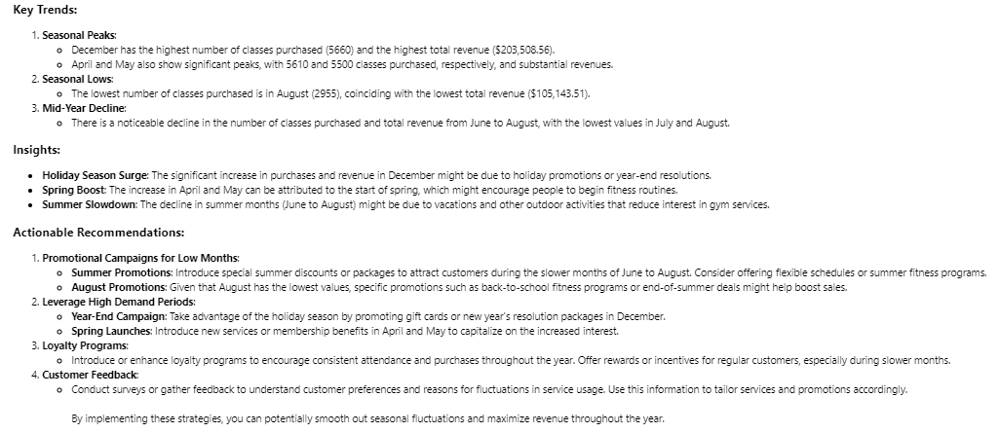 Key Trends:
1. Seasonal Peaks:
o December has the highest number of classes purchased (5660) and the highest total revenue ($203,508.56).
o April and May also show significant peaks, with 5610 and 5500 classes purchased, respectively, and substantial revenues.
2. Seasonal Lows:
o The lowest number of classes purchased is in August (2955), coinciding with the lowest total revenue ($105,143.51).
3. Mid-Year Decline:
o There is a noticeable decline in the number of classes purchased and total revenue from June to August, with the lowest values in July and August.
Insights:
• Holiday Season Surge: The significant increase in purchases and revenue in December might be due to holiday promotions or year-end resolutions.
• Spring Boost: The increase in April and May can be attributed to the start of spring, which might encourage people to begin fitness routines.
• Summer Slowdown: The decline in summer months (June to August) might be due to vacations and other outdoor activities that reduce interest in gym services.
Actionable Recommendations:
1. Promotional Campaigns for Low Months:
o Summer Promotions: Introduce special summer discounts or packages to attract customers during the slower months of June to August. Consider offering flexible schedules or summer fitness programs.
o August Promotions: Given that August has the lowest values, specific promotions such as back-to-school fitness programs or end-of-summer deals might help boost sales.
2. Leverage High Demand Periods:
o Year-End Campaign: Take advantage of the holiday season by promoting gift cards or new year's resolution packages in December.
o Spring Launches: Introduce new services or membership benefits in April and May to capitalize on the increased interest.
3. Loyalty Programs:
o Introduce or enhance loyalty programs to encourage consistent attendance and purchases throughout the year. Offer rewards or incentives for regular customers, especially during slower months.
4. Customer Feedback:
o Conduct surveys or gather feedback to understand customer preferences and reasons for fluctuations in service usage. Use this information to tailor services and promotions accordingly.
By implementing these strategies, you can potentially smooth out seasonal fluctuations and maximize revenue throughout the year.